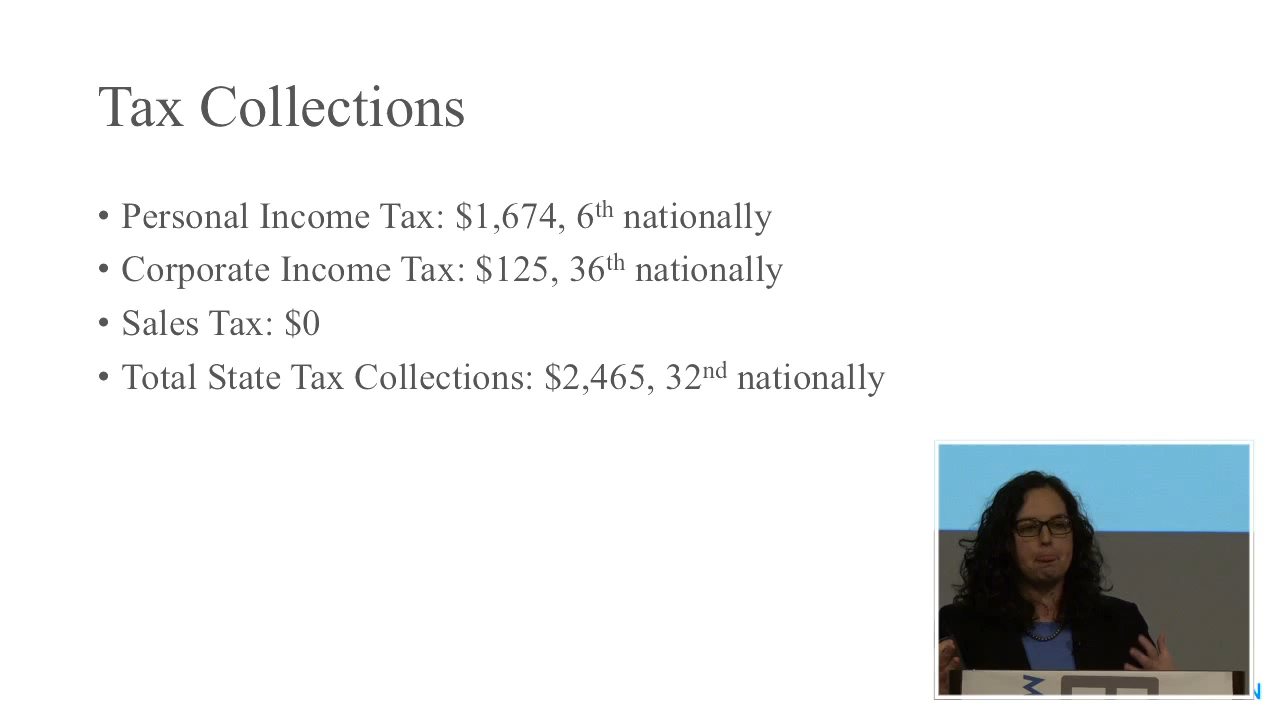 Tax Collections
• Personal Income Tax: $1,674, 6th nationally
• Corporate Income Tax: $125, 36th nationally
• Sales Tax: $0
• Total State Tax Collections: $2,465, 32nd nationally
N